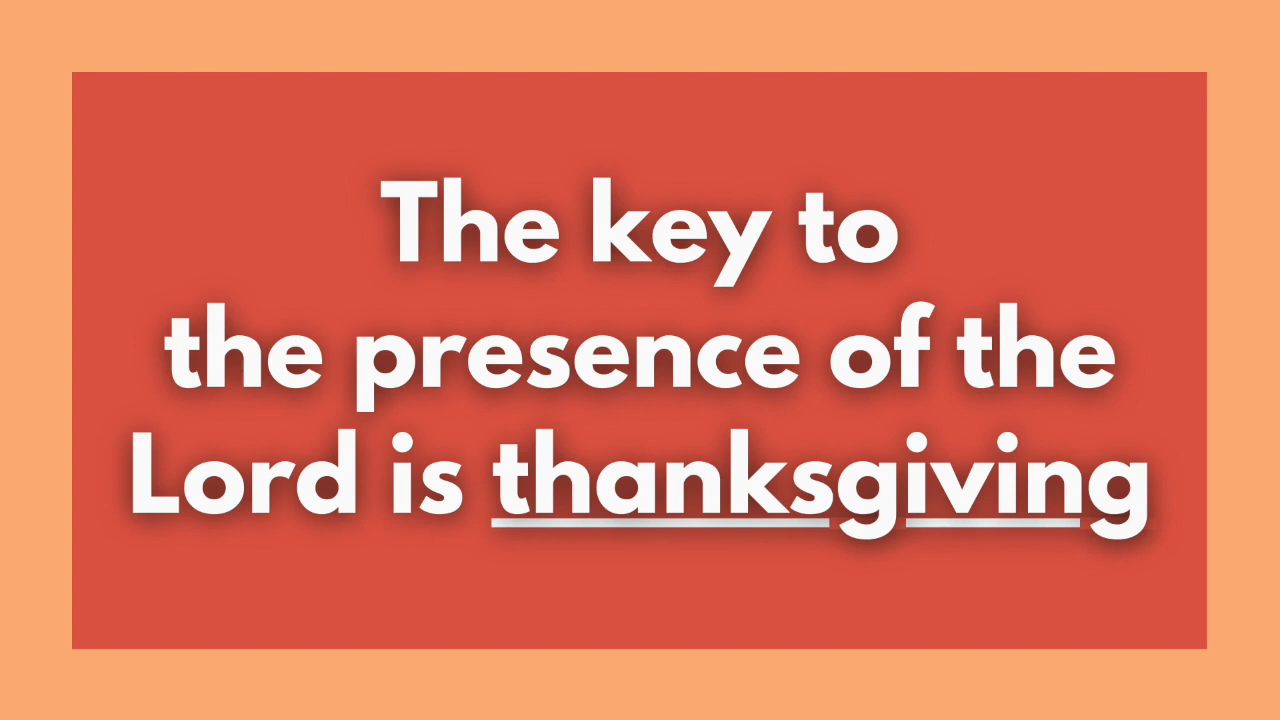 The key to
the presence of the
Lord is thanksgiving